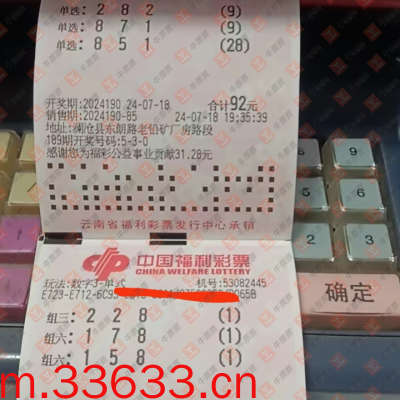 单选: 2 8 2 (9)
单选: 8 7 1 (9)
单选: 8 5 1 (28)
开奖期:2024190 24-07-18 合计92元
销售期:2024190-85 24-07-18 19:35:39
地址:澜沧县东朗路老铅矿厂房路段
189期开奖号码:5-3-0
感谢您为福彩公益事业贡献31.28元
云南省福利彩票发行中心承销
中国福利彩票
CHINA WELFARE LOTTERY
玩法:数字3-单式 机号:53082445
E729-E712-6C95
组三: 2 2 8 (1)
组六: 1 7 8 (1)
组六: 1 5 8 (1)
9
5 6
2 3
确定
m.33633.cn